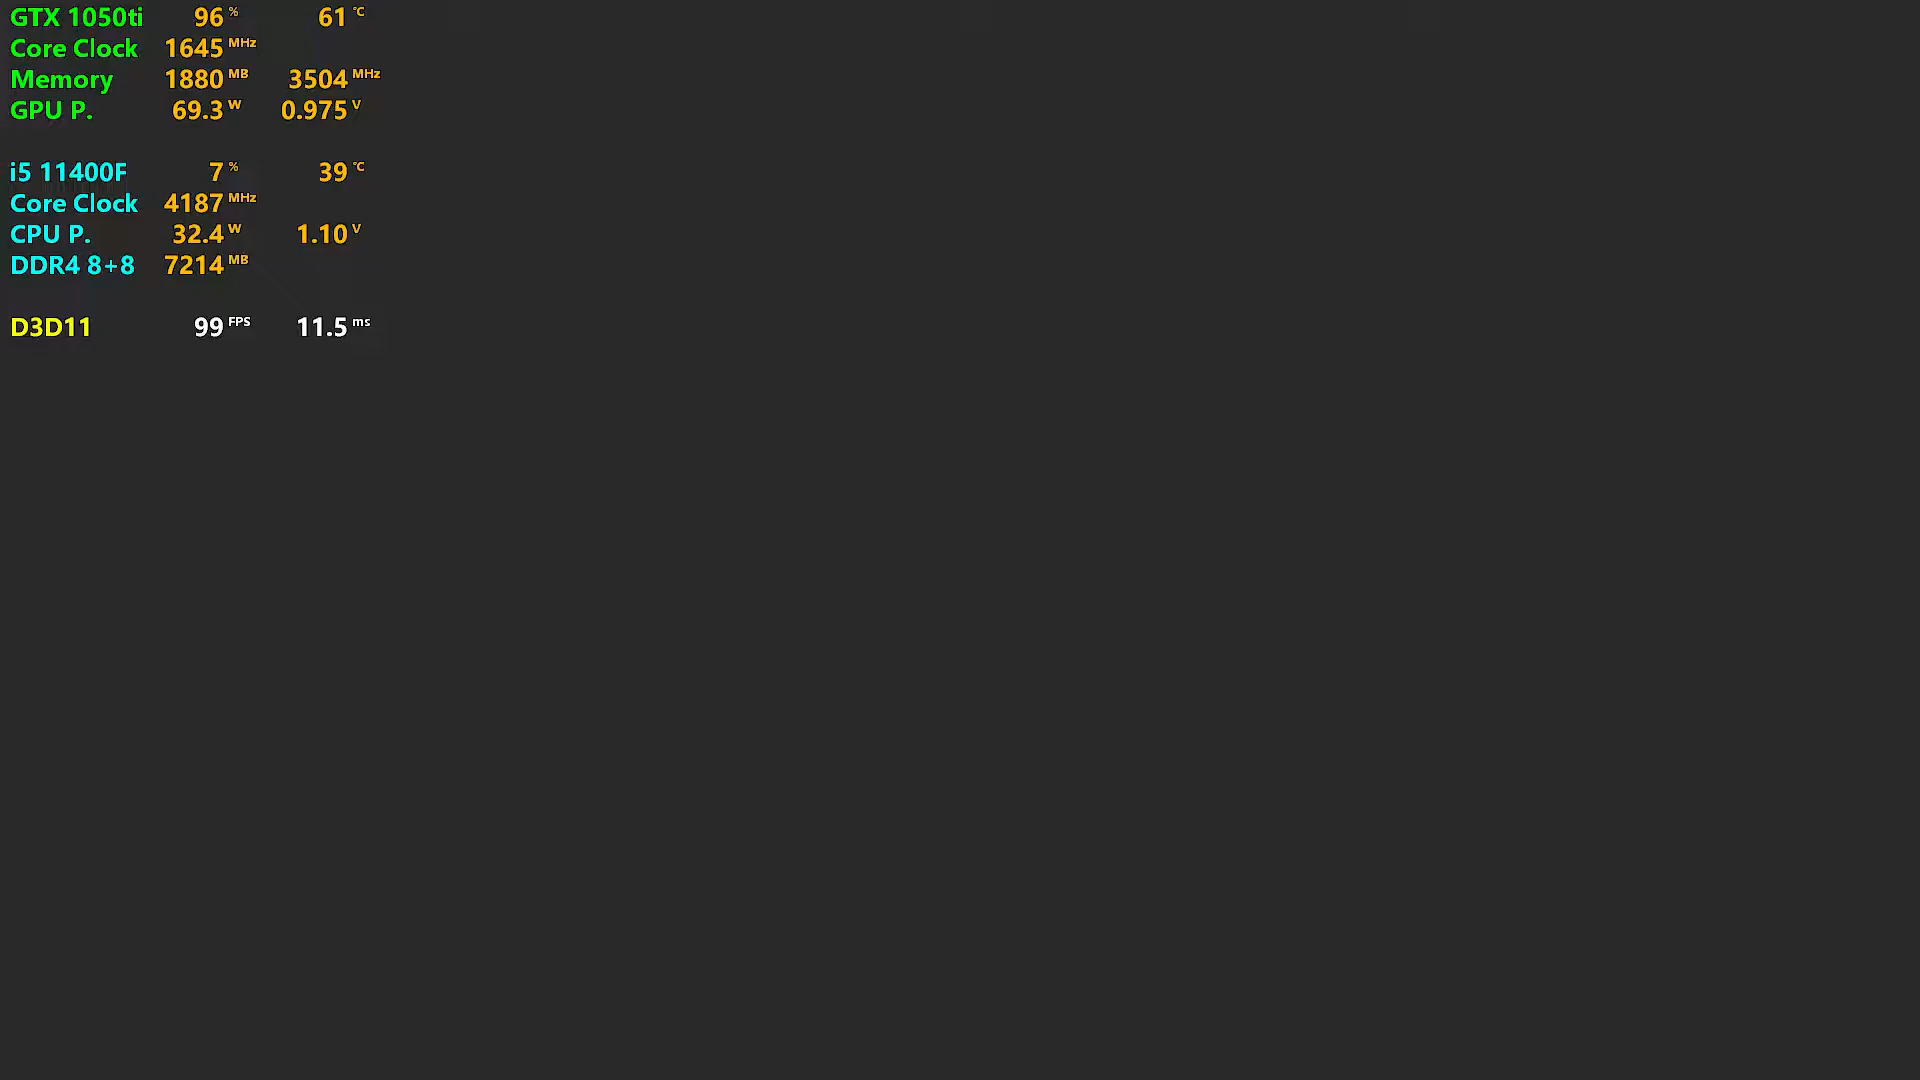 GTX 1050ti 96 % 61 °C
Core Clock 1645 MHz
Memory 1880 MB 3504 MHz
GPU P. 69.3 W 0.975 V
i5 11400F 7 % 39 °C
Core Clock 4187 MHz
CPU P. 32.4 W 1.10 V
DDR4 8+8 7214 MB
D3D11 99 FPS 11.5 ms